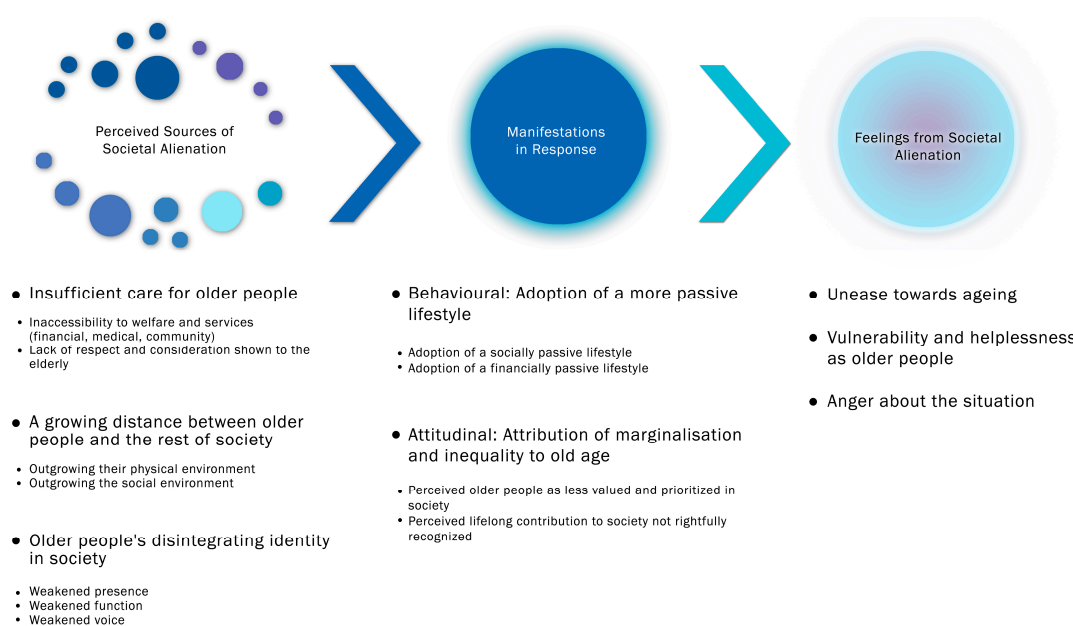 Perceived Sources of
Societal Alienation
Manifestations
in Response
Feelings from Societal
Alienation
• Insufficient care for older people
• Inaccessibility to welfare and services
(financial, medical, community)
• Lack of respect and consideration shown to the
elderly
• A growing distance between older
people and the rest of society
• Outgrowing their physical environment
• Outgrowing the social environment
• Older people's disintegrating identity
in society
• Weakened presence
• Weakened function
• Weakened voice
• Behavioural: Adoption of a more passive
lifestyle
• Adoption of a socially passive lifestyle
• Adoption of a financially passive lifestyle
• Attitudinal: Attribution of marginalisation
and inequality to old age
• Perceived older people as less valued and prioritized in
society
• Perceived lifelong contribution to society not rightfully
recognized
• Unease towards ageing
• Vulnerability and helplessness
as older people
• Anger about the situation